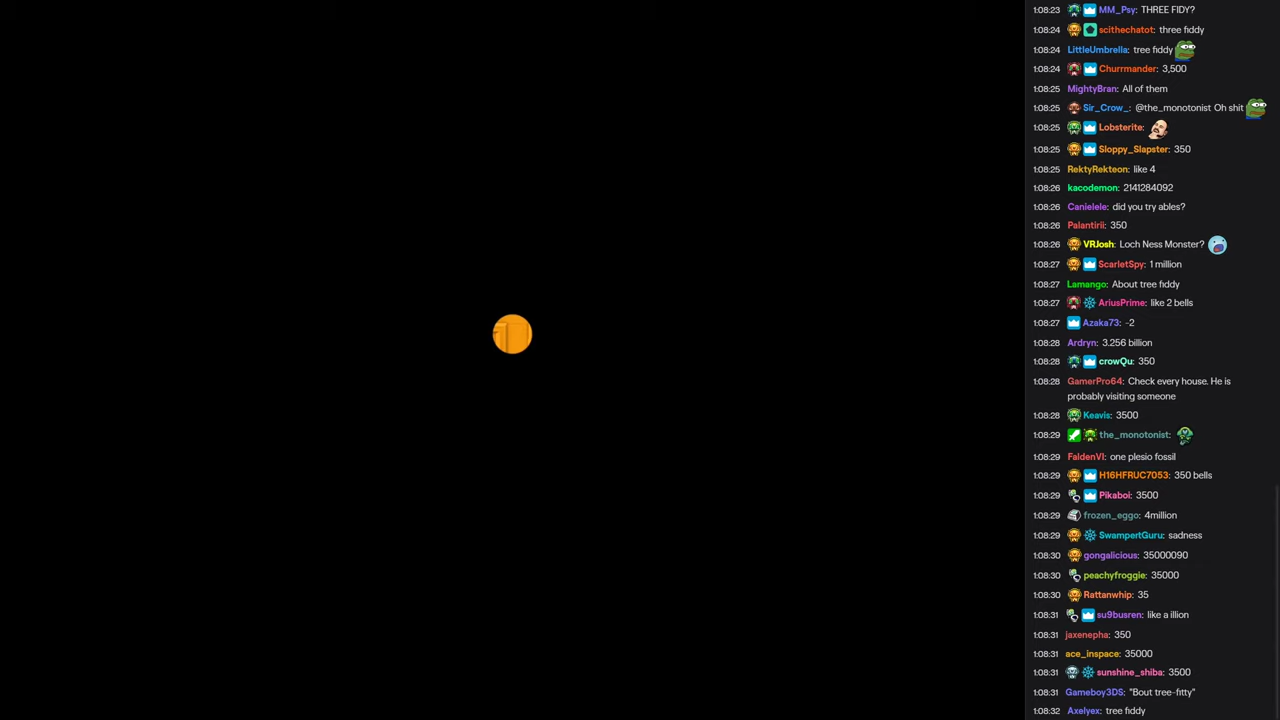 1:08:23 MM_Psy: THREE FIDY?
1:08:24 scithechatot: three fiddy
1:08:24 LittleUmbrella: tree fiddy
1:08:24 Churrmander: 3,500
1:08:25 MightyBran: All of them
1:08:25 Sir_Crow_: @the_monotonist Oh shit
1:08:25 Lobsterite:
1:08:25 Sloppy_Slapster: 350
1:08:25 RektyRekteon: like 4
1:08:26 kacodemon: 2141284092
1:08:26 Canielele: did you try ables?
1:08:26 Palantirii: 350
1:08:26 VRJosh: Loch Ness Monster?
1:08:27 ScarletSpy: 1 million
1:08:27 Lamango: About tree fiddy
1:08:27 AriusPrime: like 2 bells
1:08:27 Azaka73: -2
1:08:28 Ardryn: 3.256 billion
1:08:28 crowQu: 350
1:08:28 GamerPro64: Check every house. He is
probably visiting someone
1:08:28 Keavis: 3500
1:08:29 the_monotonist:
1:08:29 FaldenVI: one plesio fossil
1:08:29 H16HFRUC7053: 350 bells
1:08:29 Pikaboi: 3500
1:08:29 frozen_eggo: 4million
1:08:29 SwampertGuru: sadness
1:08:30 gongalicious: 35000090
1:08:30 peachyfroggie: 35000
1:08:30 Rattanwhip: 35
1:08:31 su9busren: like a illion
1:08:31 jaxenepha: 350
1:08:31 ace_inspace: 35000
1:08:31 sunshine_shiba: 3500
1:08:31 Gameboy3DS: "Bout tree-fitty"
1:08:32 Axelyex: tree fiddy